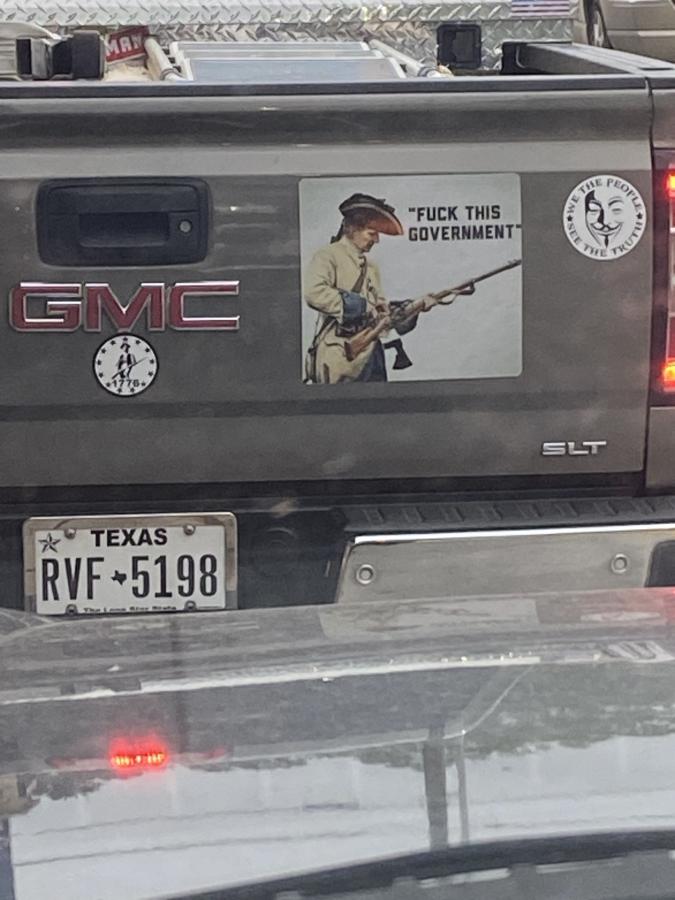 MAN
"FUCK THIS
GOVERNMENT"
WE THE PEOPLE
SEE THE TRUTH
GMC
1776
SLT
TEXAS
RVF 5198
The Lone Star State